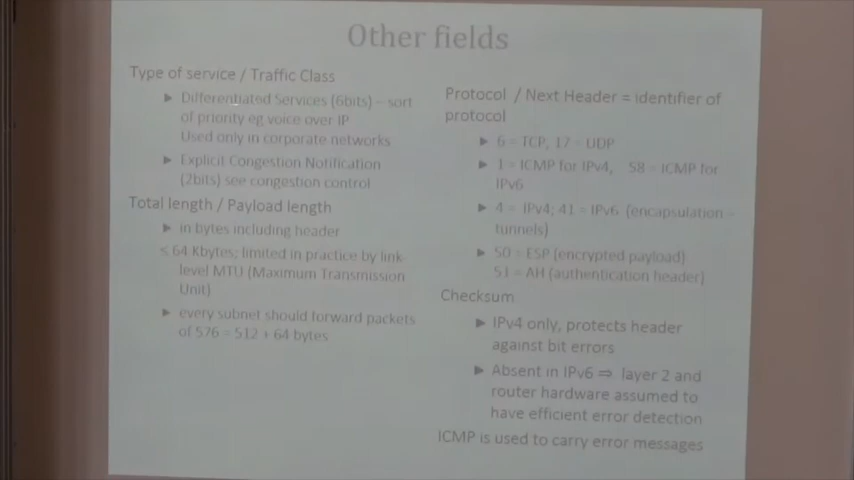 Other fields
Type of service / Traffic Class
► Differentiated Services (6bits) – sort
of priority eg voice over IP
Used only in corporate networks
► Explicit Congestion Notification
(2bits) see congestion control
Total length / Payload length
► in bytes including header
< 64 Kbytes; limited in practice by link-
level MTU (Maximum Transmission
Unit)
► every subnet should forward packets
of 576 = 512 + 64 bytes
Protocol / Next Header = identifier of
protocol
► 6 = TCP, 17 = UDP
► 1 = ICMP for IPv4, 58 = ICMP for
IPv6
► 4 = IPv4; 41 = IPv6 (encapsulation –
tunnels)
► 50 = ESP (encrypted payload)
51 = AH (authentication header)
Checksum
► IPv4 only, protects header
against bit errors
► Absent in IPv6 ⇒ layer 2 and
router hardware assumed to
have efficient error detection
ICMP is used to carry error messages